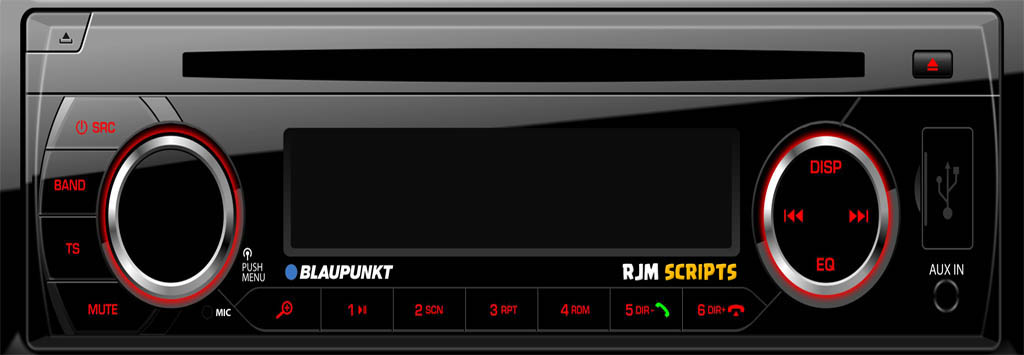 SRC
BAND
TS
MUTE
PUSH
MENU
MIC
BLAUPUNKT
RJM SCRIPTS
1
2 SCN
3 RPT
4 RDM
5 DIR-
6 DIR+
DISP
EQ
AUX IN